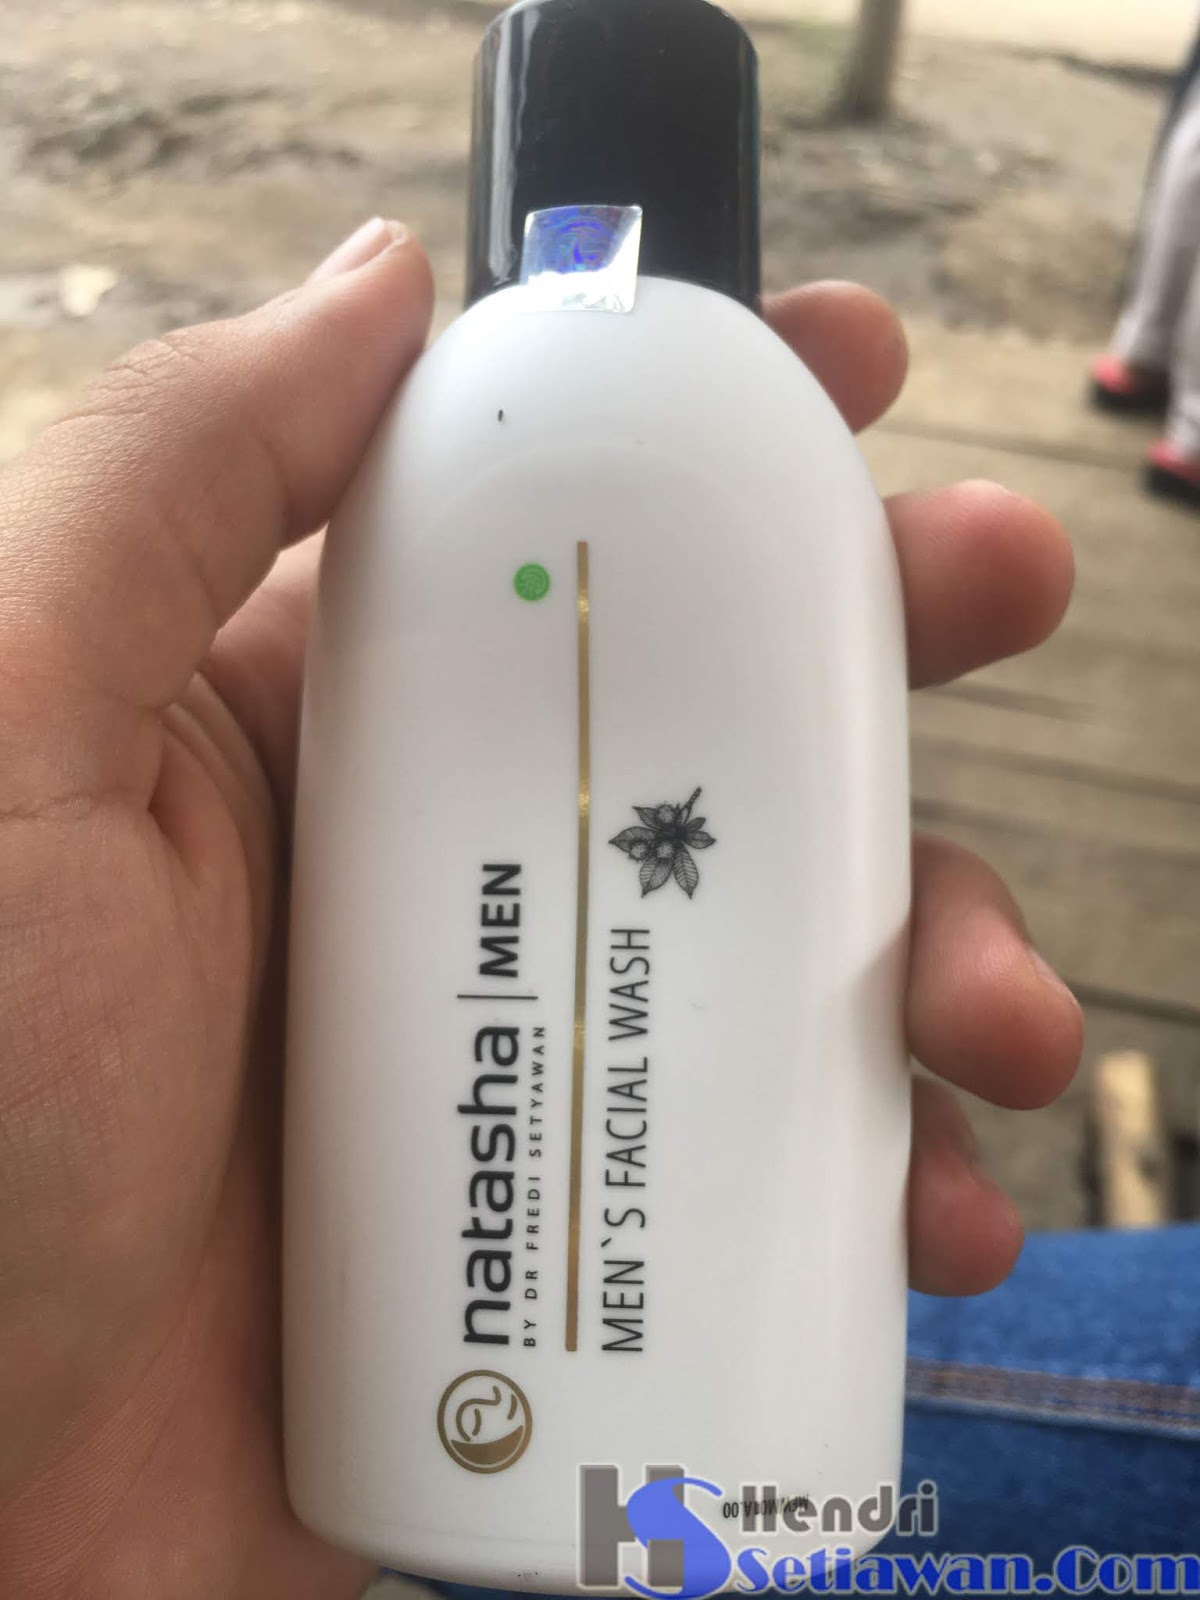 natasha | MEN
BY DR FREDI SETYAWAN
MEN`S FACIAL WASH
Hendri
Setiawan.Com